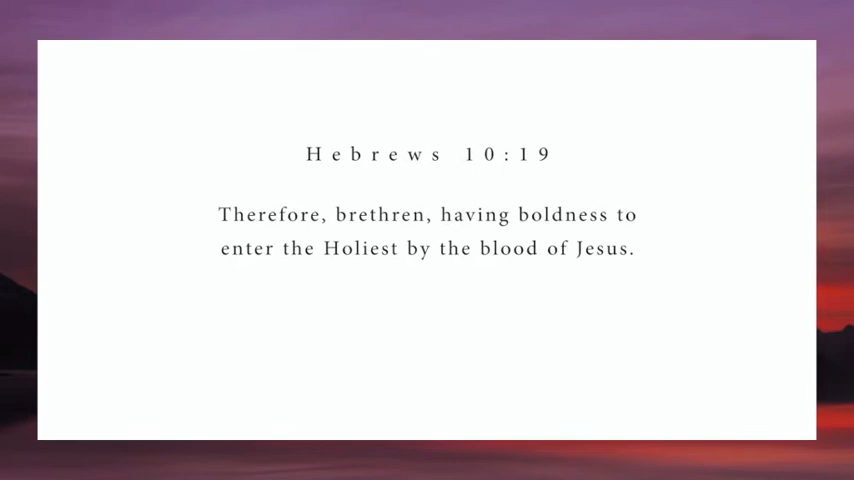 Hebrews 10:19
Therefore, brethren, having boldness to
enter the Holiest by the blood of Jesus.